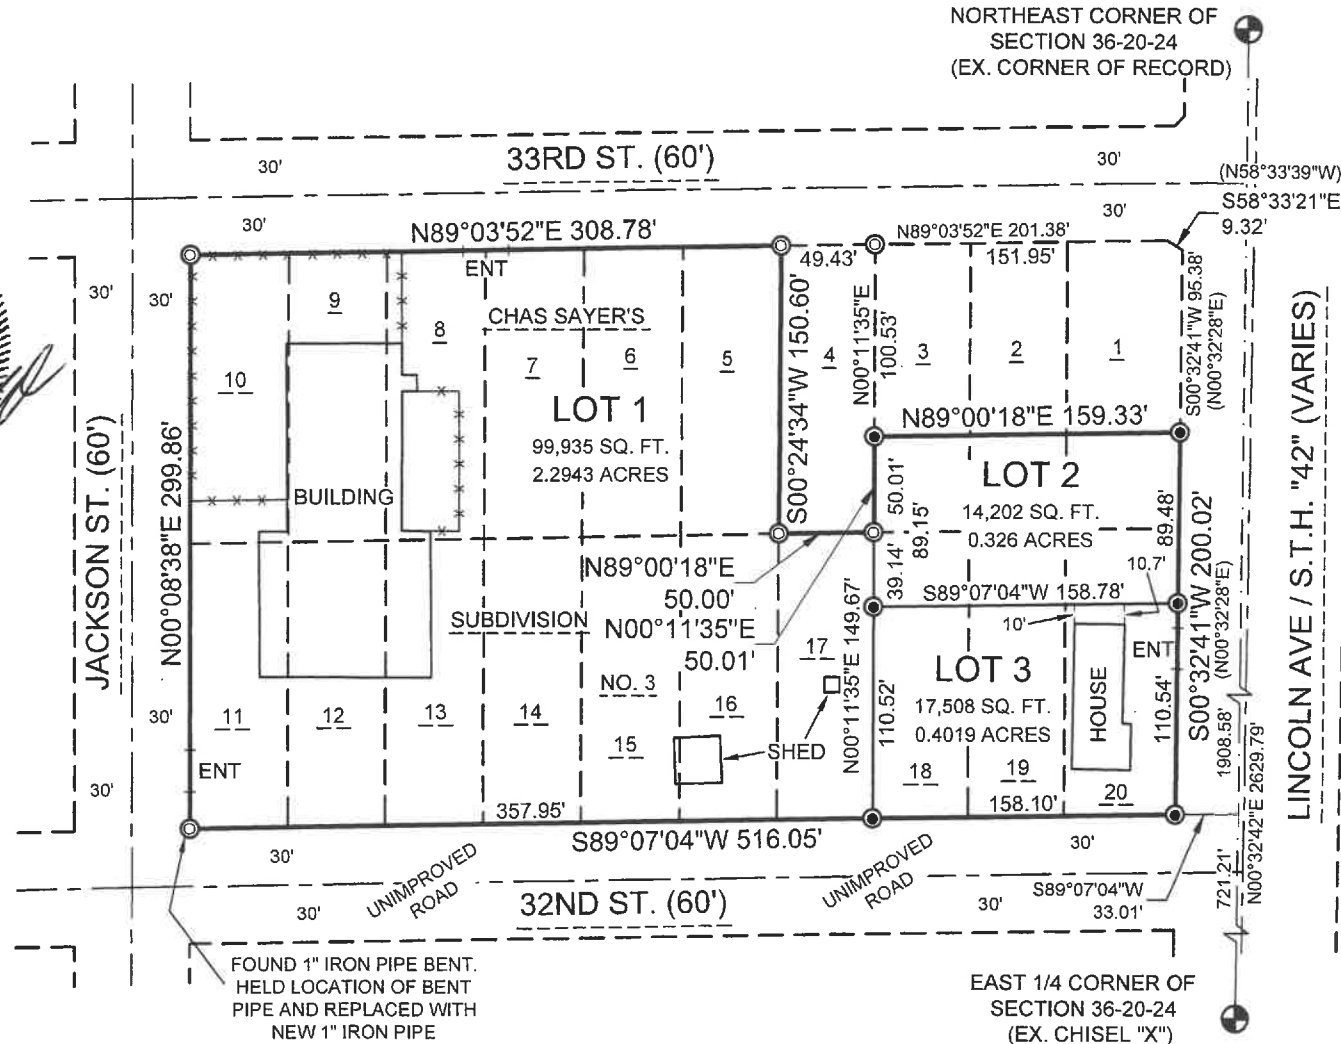 NORTHEAST CORNER OF
SECTION 36-20-24
(EX. CORNER OF RECORD)
30'
33RD ST. (60')
30'
(N58°33'39"W)
S58°33'21"E
9.32'
30'
30'
N89°03'52"E 308.78'
N89°03'52"E 201.38'
49.43'
151.95'
ENT
30'
30'
9
8
CHAS SAYER'S
7
6
5
4
3
2
1
10
S00°24'34"W 150.60'
N00°11'35"E
100.53'
S00°32'41"W 95.38'
(N00°32'28"E)
LOT 1
99,935 SQ. FT.
2.2943 ACRES
N89°00'18"E 159.33'
JACKSON ST. (60')
N00°08'38"E 299.86'
BUILDING
LOT 2
14,202 SQ. FT.
0.326 ACRES
50.01'
89.15'
39.14'
89.48'
S00°32'41"W 200.02'
(N00°32'28"E)
LINCOLN AVE / S.T.H. "42" (VARIES)
N89°00'18"E
50.00'
N00°11'35"E
50.01'
S89°07'04"W 158.78'
10.7'
10'
SUBDIVISION
NO. 3
17
N00°11'35"E 149.67'
LOT 3
17,508 SQ. FT.
0.4019 ACRES
HOUSE
ENT
110.52'
110.54'
30'
11
12
13
14
15
16
SHED
18
19
20
1908.58'
N00°32'42"E 2629.79'
ENT
30'
357.95'
158.10'
S89°07'04"W 516.05'
30'
30'
UNIMPROVED
ROAD
UNIMPROVED
ROAD
30'
32ND ST. (60')
30'
S89°07'04"W
33.01'
721.21'
FOUND 1" IRON PIPE BENT.
HELD LOCATION OF BENT
PIPE AND REPLACED WITH
NEW 1" IRON PIPE
EAST 1/4 CORNER OF
SECTION 36-20-24
(EX. CHISEL "X")